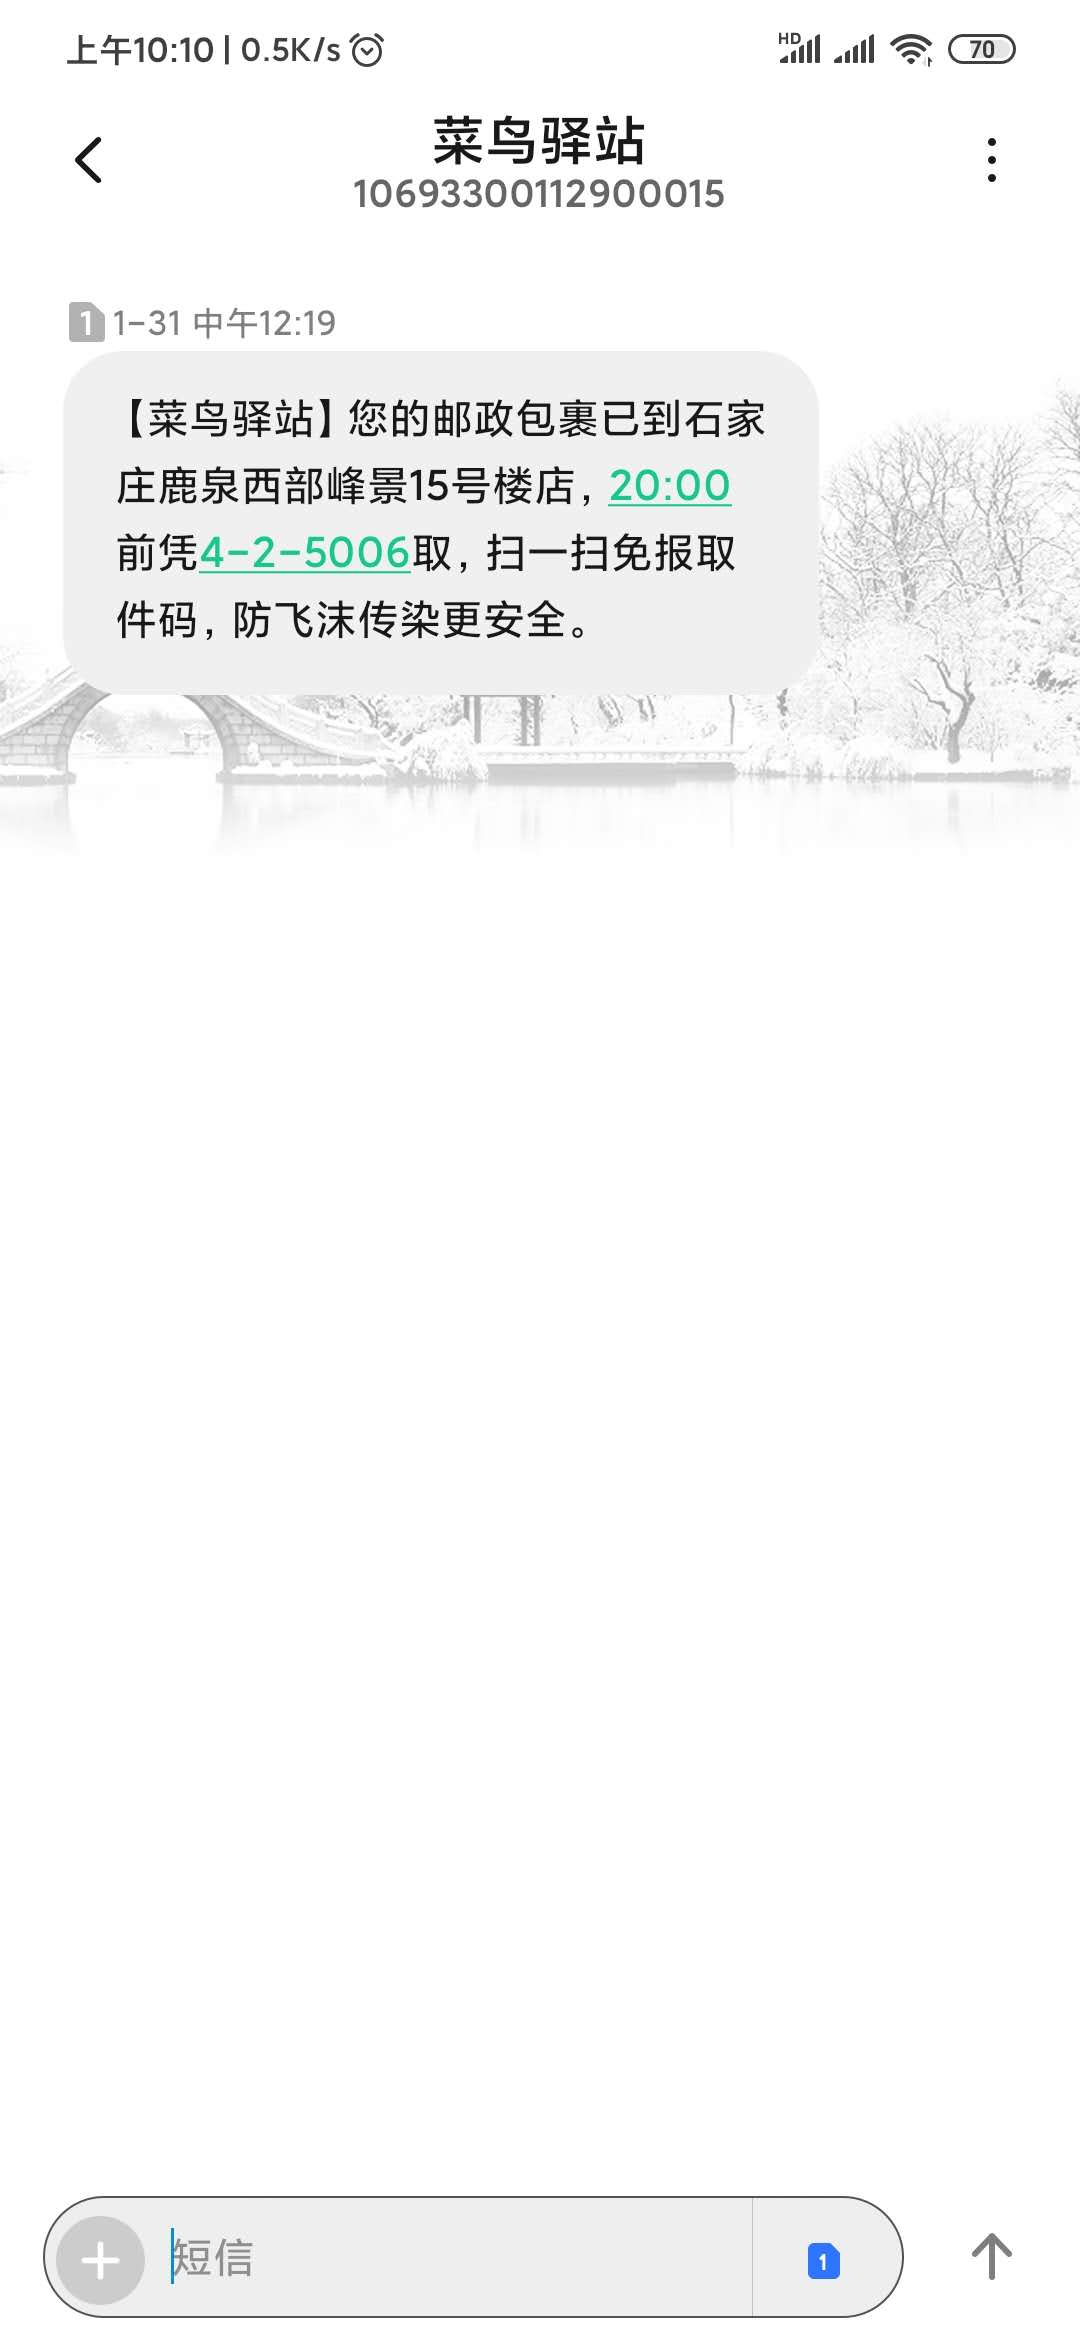 上午10:10 | 0.5K/s
HD
70
菜鸟驿站
10693300112900015
1 1-31 中午12:19
【菜鸟驿站】您的邮政包裹已到石家
庄鹿泉西部峰景15号楼店，20:00
前凭4-2-5006取，扫一扫免报取
件码，防飞沫传染更安全。
短信
1